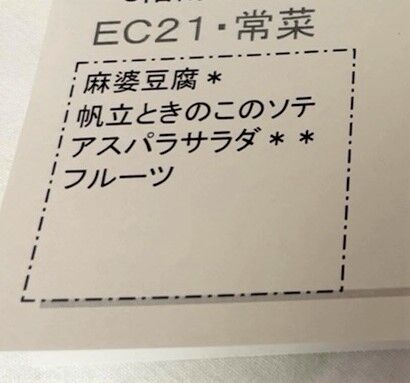 EC21・常菜
麻婆豆腐*
帆立ときのこのソテ
アスパラサラダ**
フルーツ